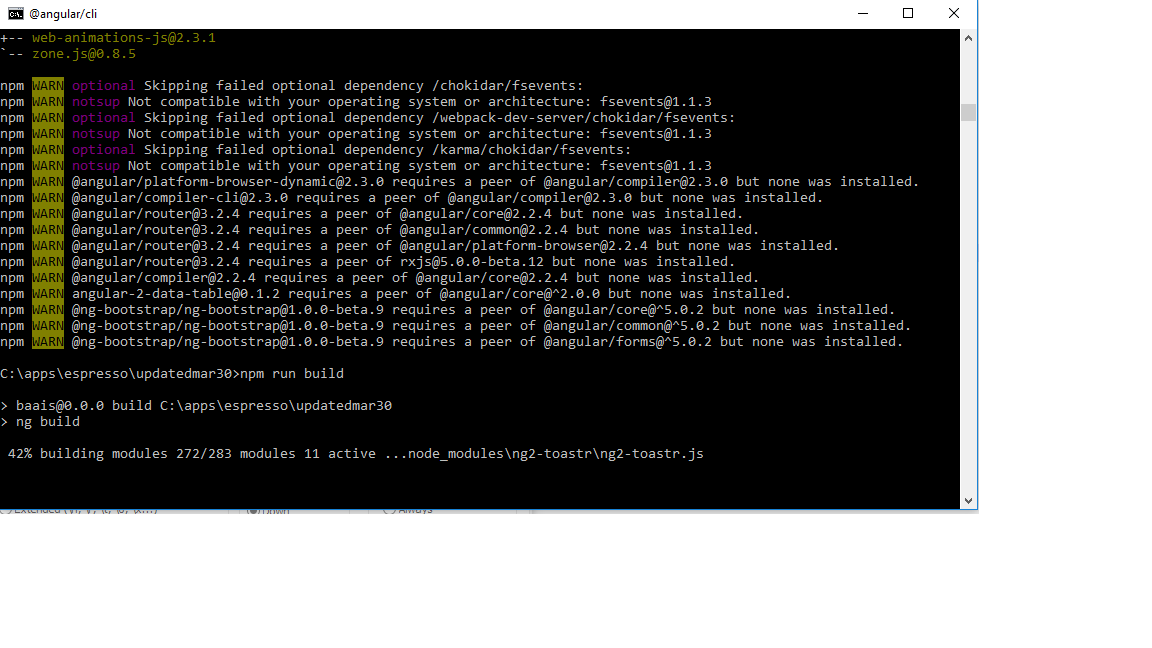 @angular/cli
+-- web-animations-js@2.3.1
`-- zone.js@0.8.5
npm WARN optional Skipping failed optional dependency /chokidar/fsevents:
npm WARN notsup Not compatible with your operating system or architecture: fsevents@1.1.3
npm WARN optional Skipping failed optional dependency /webpack-dev-server/chokidar/fsevents:
npm WARN notsup Not compatible with your operating system or architecture: fsevents@1.1.3
npm WARN optional Skipping failed optional dependency /karma/chokidar/fsevents:
npm WARN notsup Not compatible with your operating system or architecture: fsevents@1.1.3
npm WARN @angular/platform-browser-dynamic@2.3.0 requires a peer of @angular/compiler@2.3.0 but none was installed.
npm WARN @angular/compiler-cli@2.3.0 requires a peer of @angular/compiler@2.3.0 but none was installed.
npm WARN @angular/router@3.2.4 requires a peer of @angular/core@2.2.4 but none was installed.
npm WARN @angular/router@3.2.4 requires a peer of @angular/common@2.2.4 but none was installed.
npm WARN @angular/router@3.2.4 requires a peer of @angular/platform-browser@2.2.4 but none was installed.
npm WARN @angular/router@3.2.4 requires a peer of rxjs@5.0.0-beta.12 but none was installed.
npm WARN @angular/compiler@2.2.4 requires a peer of @angular/core@2.2.4 but none was installed.
npm WARN angular-2-data-table@0.1.2 requires a peer of @angular/core@^2.0.0 but none was installed.
npm WARN @ng-bootstrap/ng-bootstrap@1.0.0-beta.9 requires a peer of @angular/core@^5.0.2 but none was installed.
npm WARN @ng-bootstrap/ng-bootstrap@1.0.0-beta.9 requires a peer of @angular/common@^5.0.2 but none was installed.
npm WARN @ng-bootstrap/ng-bootstrap@1.0.0-beta.9 requires a peer of @angular/forms@^5.0.2 but none was installed.
C:\apps\espresso\updatedmar30>npm run build
> baais@0.0.0 build C:\apps\espresso\updatedmar30
> ng build
42% building modules 272/283 modules 11 active ...node_modules\ng2-toastr\ng2-toastr.js